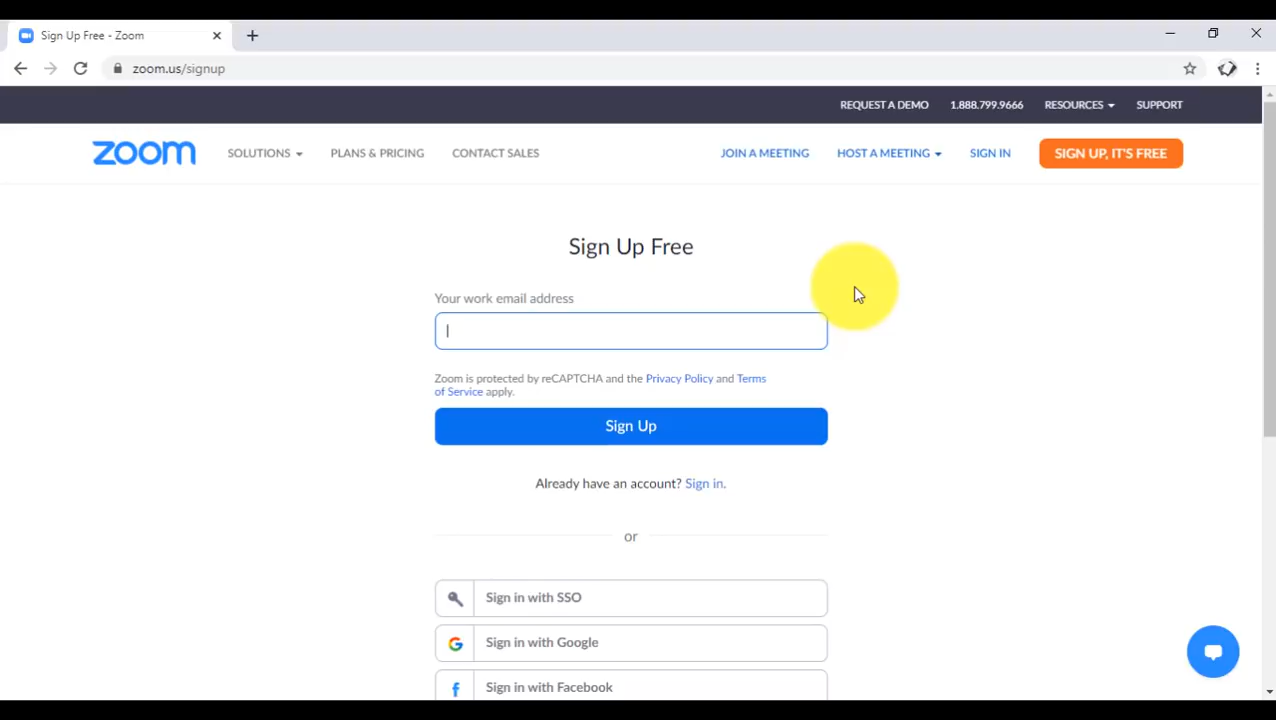 Sign Up Free - Zoom
zoom.us/signup
REQUEST A DEMO 1.888.799.9666 RESOURCES SUPPORT
zoom SOLUTIONS PLANS & PRICING CONTACT SALES JOIN A MEETING HOST A MEETING SIGN IN SIGN UP, IT'S FREE
Sign Up Free
Your work email address
Zoom is protected by reCAPTCHA and the Privacy Policy and Terms
of Service apply.
Sign Up
Already have an account? Sign in.
or
Sign in with SSO
Sign in with Google
Sign in with Facebook